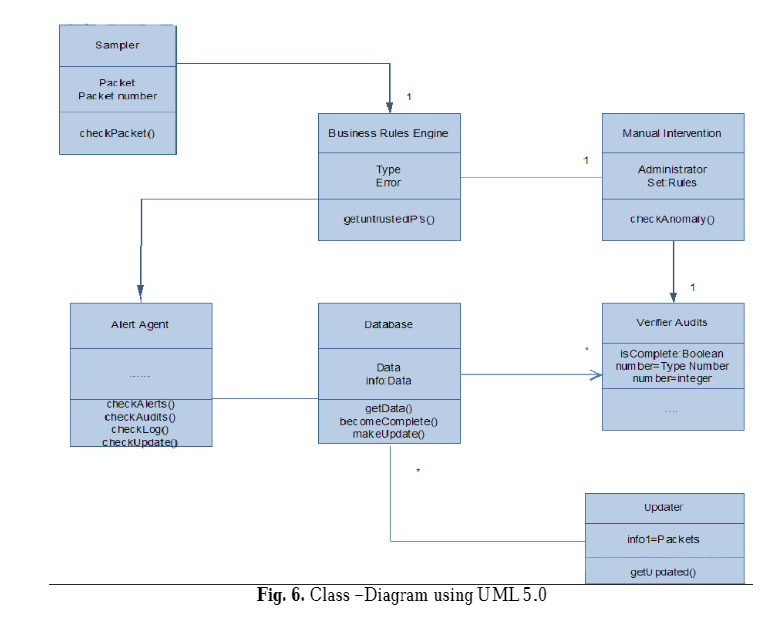 Sampler
Packet
Packet number
checkPacket()
1
Business Rules Engine
Type
Error
getuntrustedIP's()
1
Manual Intervention
Administrator
Set:Rules
checkAnomaly()
1
Alert Agent
......
checkAlerts()
checkAudits()
checkLog()
checkUpdate()
Database
Data
info:Data
getData()
becomeComplete()
makeUpdate()
*
Verifier Audits
isComplete:Boolean
number=Type Number
number=integer
....
*
Updater
info1=Packets
getUpdated()
Fig. 6. Class –Diagram using UML 5.0